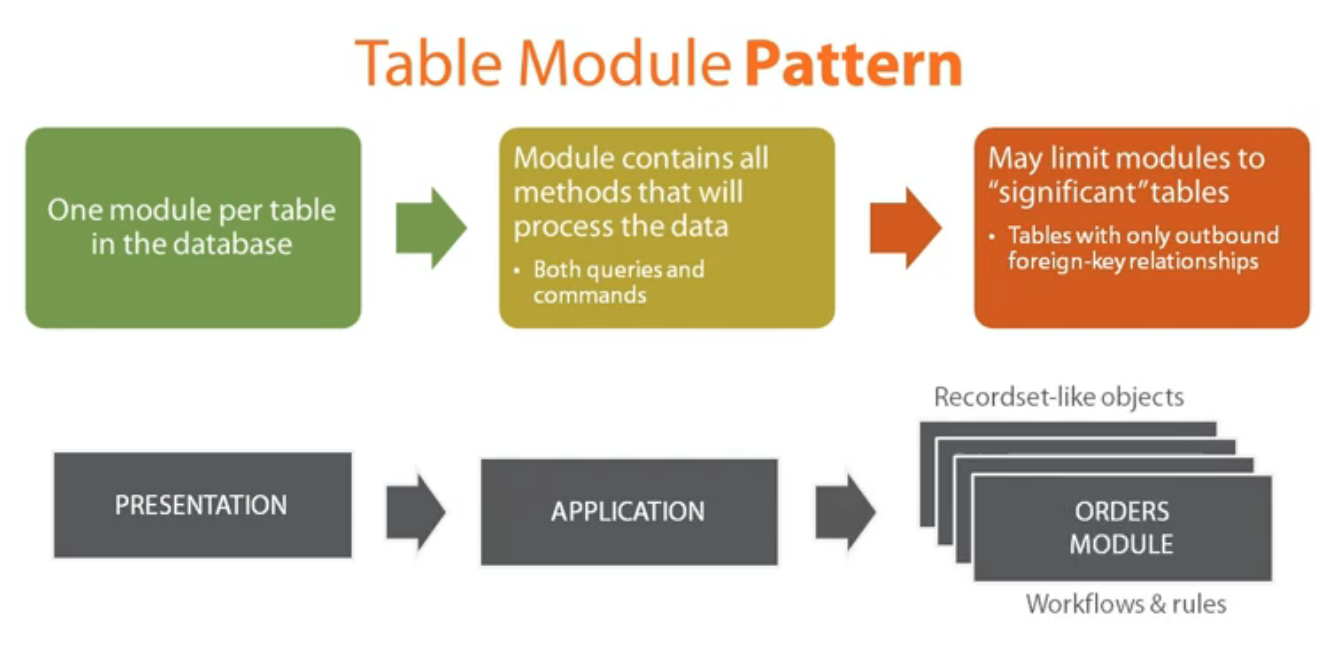 Table Module Pattern
One module per table
in the database
Module contains all
methods that will
process the data
• Both queries and
commands
May limit modules to
“significant” tables
• Tables with only outbound
foreign-key relationships
PRESENTATION
APPLICATION
Recordset-like objects
ORDERS
MODULE
Workflows & rules